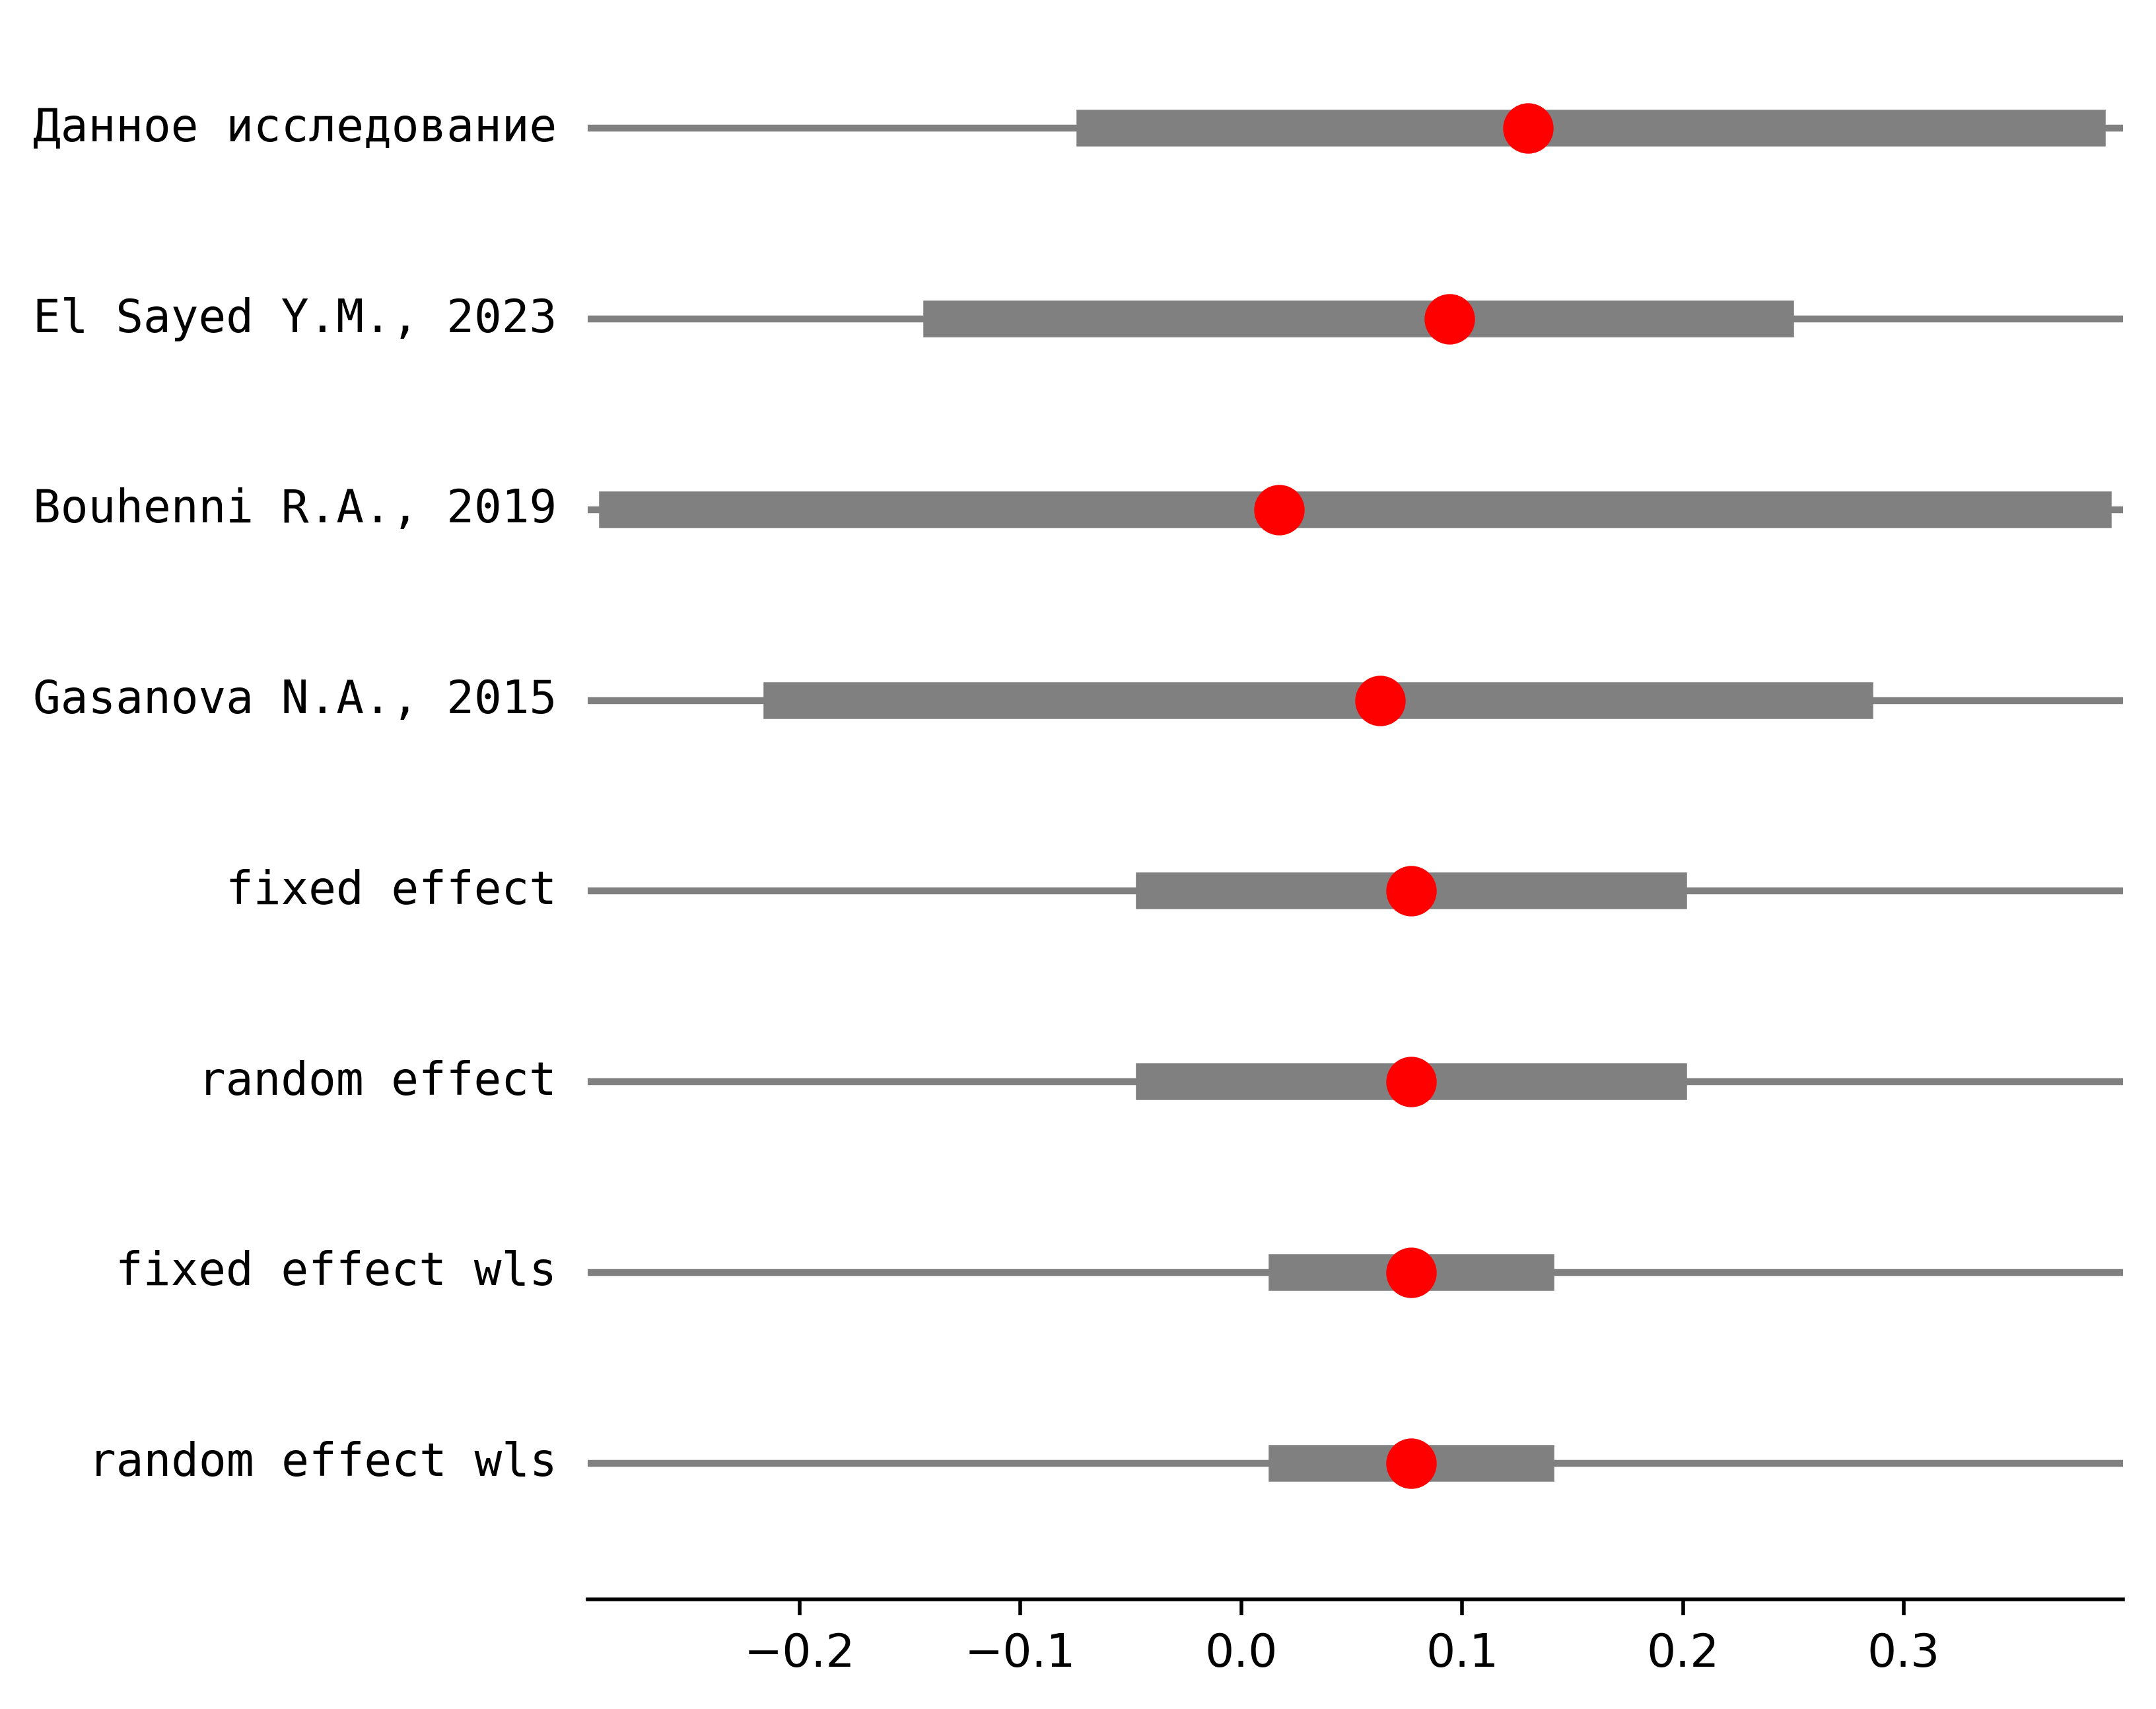 Данное исследование
El Sayed Y.M., 2023
Bouhenni R.A., 2019
Gasanova N.A., 2015
fixed effect
random effect
fixed effect wls
random effect wls
−0.2 −0.1 0.0 0.1 0.2 0.3